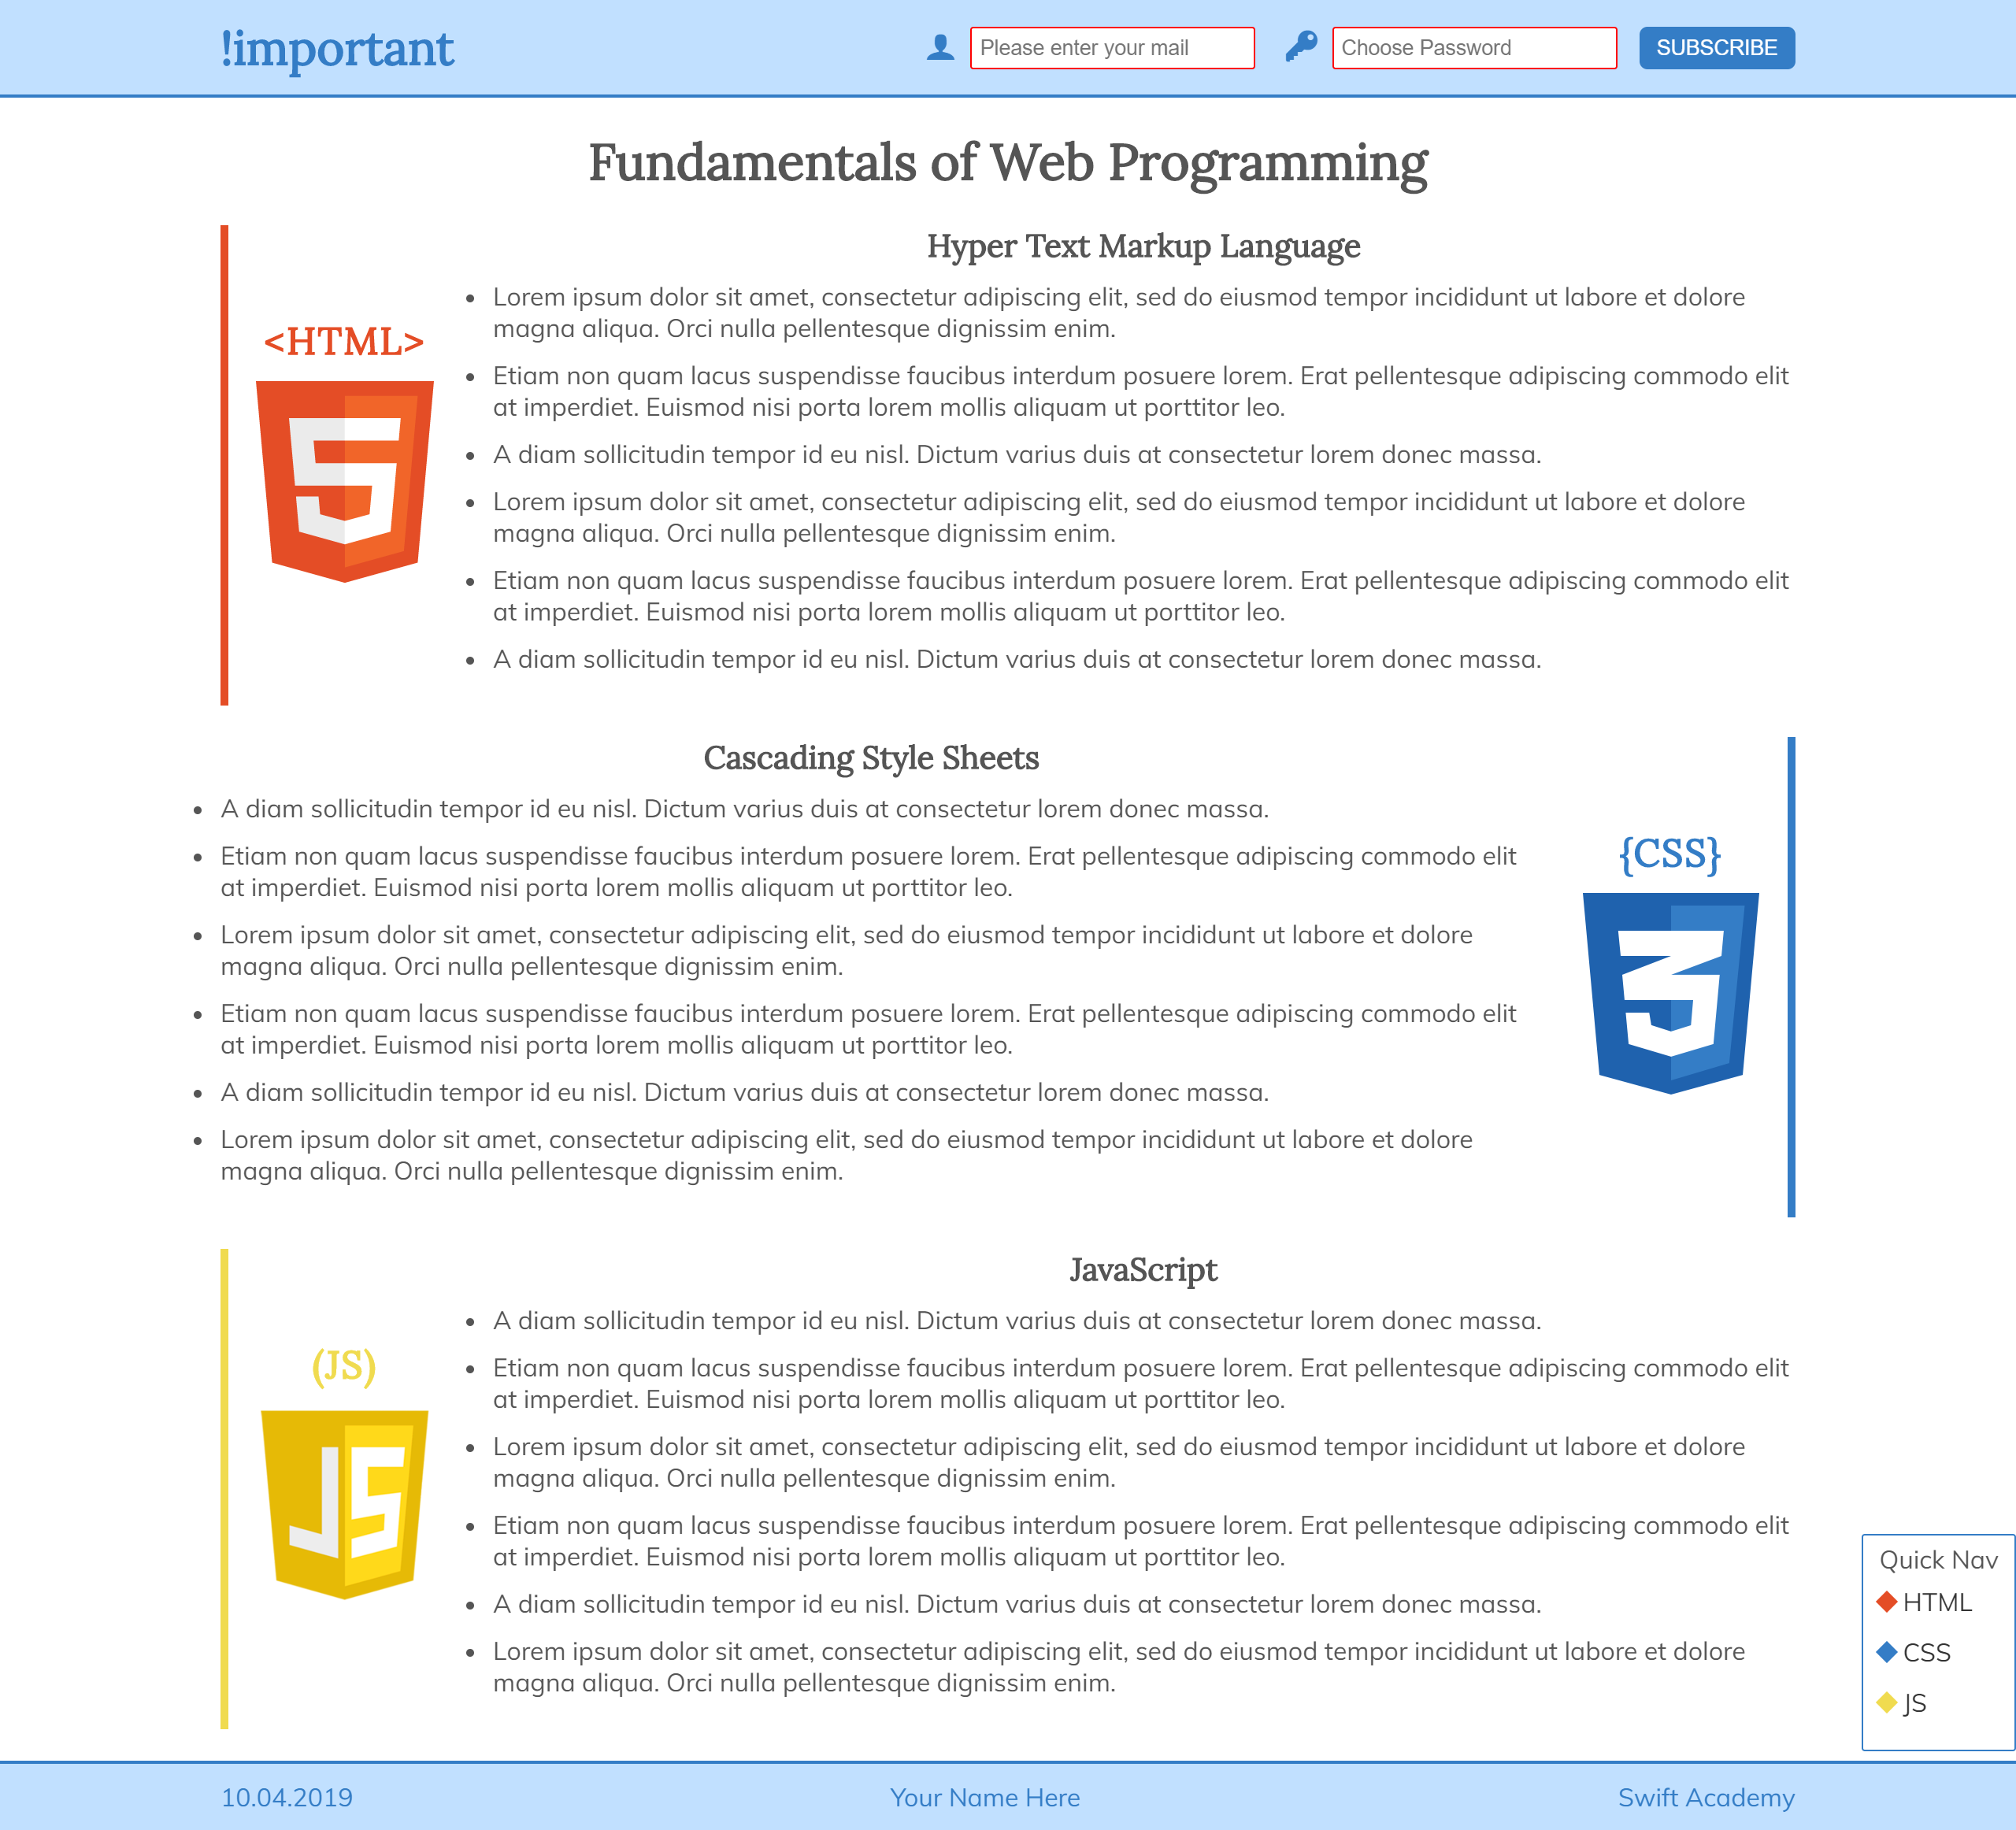 !important
Please enter your mail
Choose Password
SUBSCRIBE
Fundamentals of Web Programming
<HTML>
5
Hyper Text Markup Language
• Lorem ipsum dolor sit amet, consectetur adipiscing elit, sed do eiusmod tempor incididunt ut labore et dolore
magna aliqua. Orci nulla pellentesque dignissim enim.
• Etiam non quam lacus suspendisse faucibus interdum posuere lorem. Erat pellentesque adipiscing commodo elit
at imperdiet. Euismod nisi porta lorem mollis aliquam ut porttitor leo.
• A diam sollicitudin tempor id eu nisl. Dictum varius duis at consectetur lorem donec massa.
• Lorem ipsum dolor sit amet, consectetur adipiscing elit, sed do eiusmod tempor incididunt ut labore et dolore
magna aliqua. Orci nulla pellentesque dignissim enim.
• Etiam non quam lacus suspendisse faucibus interdum posuere lorem. Erat pellentesque adipiscing commodo elit
at imperdiet. Euismod nisi porta lorem mollis aliquam ut porttitor leo.
• A diam sollicitudin tempor id eu nisl. Dictum varius duis at consectetur lorem donec massa.
Cascading Style Sheets
• A diam sollicitudin tempor id eu nisl. Dictum varius duis at consectetur lorem donec massa.
• Etiam non quam lacus suspendisse faucibus interdum posuere lorem. Erat pellentesque adipiscing commodo elit
at imperdiet. Euismod nisi porta lorem mollis aliquam ut porttitor leo.
• Lorem ipsum dolor sit amet, consectetur adipiscing elit, sed do eiusmod tempor incididunt ut labore et dolore
magna aliqua. Orci nulla pellentesque dignissim enim.
• Etiam non quam lacus suspendisse faucibus interdum posuere lorem. Erat pellentesque adipiscing commodo elit
at imperdiet. Euismod nisi porta lorem mollis aliquam ut porttitor leo.
• A diam sollicitudin tempor id eu nisl. Dictum varius duis at consectetur lorem donec massa.
• Lorem ipsum dolor sit amet, consectetur adipiscing elit, sed do eiusmod tempor incididunt ut labore et dolore
magna aliqua. Orci nulla pellentesque dignissim enim.
{CSS}
3
(JS)
JS
JavaScript
• A diam sollicitudin tempor id eu nisl. Dictum varius duis at consectetur lorem donec massa.
• Etiam non quam lacus suspendisse faucibus interdum posuere lorem. Erat pellentesque adipiscing commodo elit
at imperdiet. Euismod nisi porta lorem mollis aliquam ut porttitor leo.
• Lorem ipsum dolor sit amet, consectetur adipiscing elit, sed do eiusmod tempor incididunt ut labore et dolore
magna aliqua. Orci nulla pellentesque dignissim enim.
• Etiam non quam lacus suspendisse faucibus interdum posuere lorem. Erat pellentesque adipiscing commodo elit
at imperdiet. Euismod nisi porta lorem mollis aliquam ut porttitor leo.
• A diam sollicitudin tempor id eu nisl. Dictum varius duis at consectetur lorem donec massa.
• Lorem ipsum dolor sit amet, consectetur adipiscing elit, sed do eiusmod tempor incididunt ut labore et dolore
magna aliqua. Orci nulla pellentesque dignissim enim.
Quick Nav
HTML
CSS
JS
10.04.2019
Your Name Here
Swift Academy